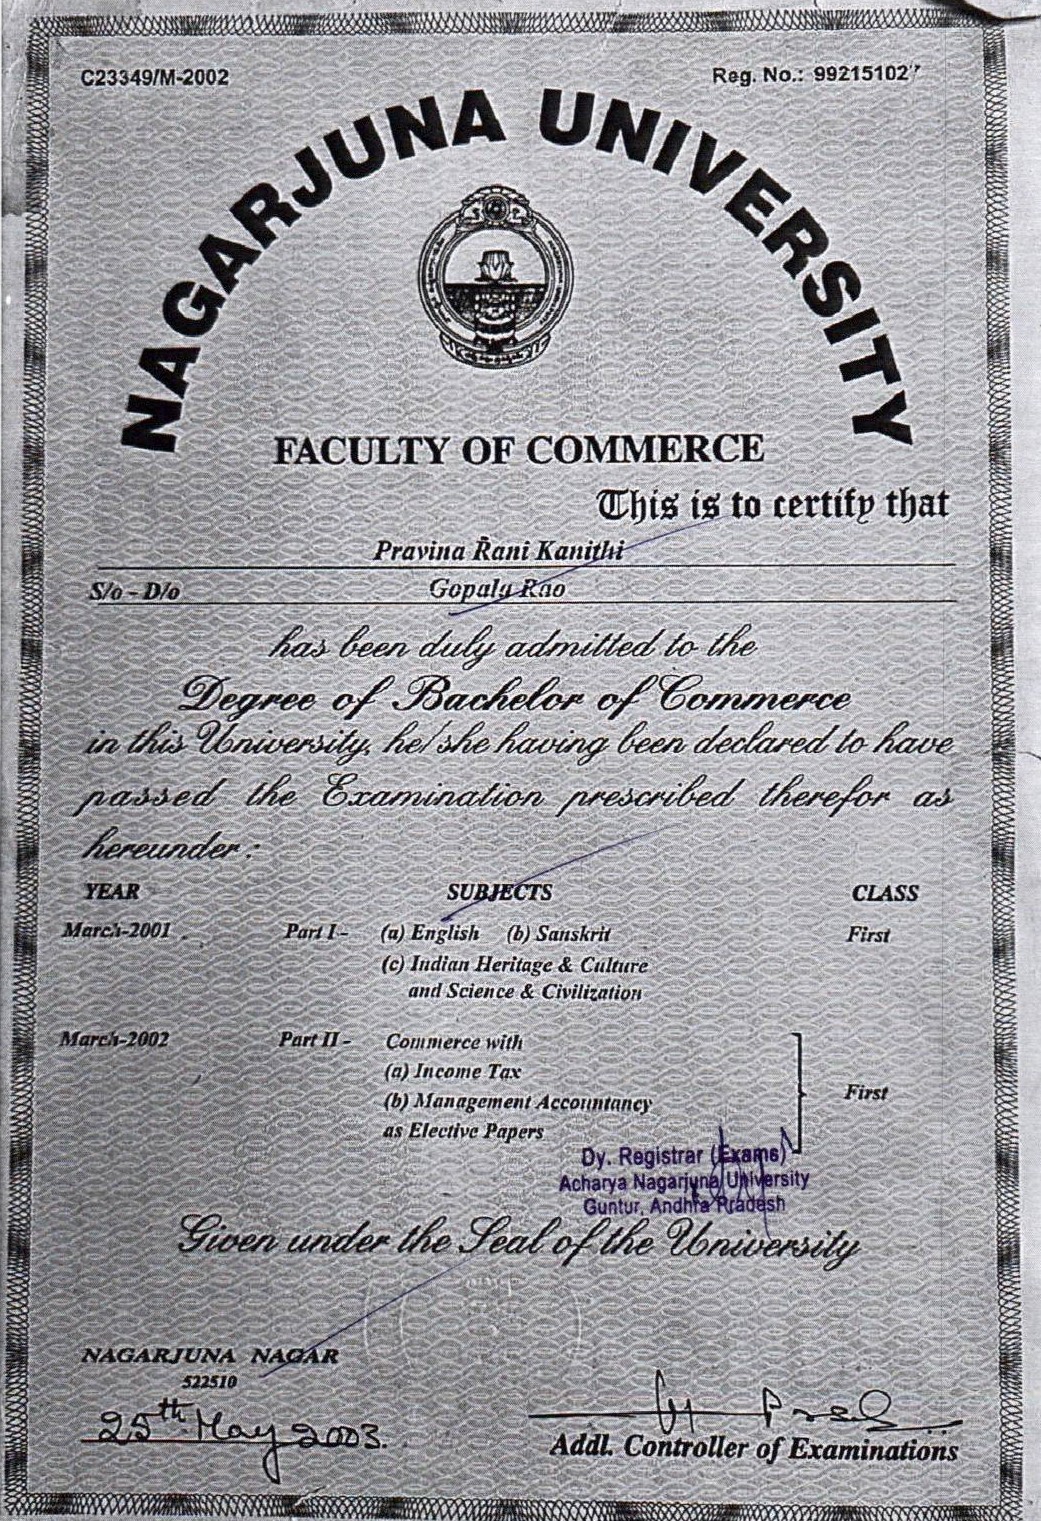 C23349/M-2002
Reg. No.: 99215102
NAGARJUNA UNIVERSITY
FACULTY OF COMMERCE
This is to certify that
Pravina Rani Kanithi
S/o - D/o Gopala Rao
has been duly admitted to the
Degree of Bachelor of Commerce
in this University, he/she having been declared to have
passed the Examination prescribed therefor as
hereunder :
YEAR SUBJECTS CLASS
March-2001 Part I - (a) English (b) Sanskrit First
(c) Indian Heritage & Culture
and Science & Civilization
March-2002 Part II - Commerce with
(a) Income Tax
(b) Management Accountancy First
as Elective Papers
Dy. Registrar (Exams)
Acharya Nagarjuna University
Guntur, Andhra Pradesh
Given under the Seal of the University
NAGARJUNA NAGAR
522510
25th May 2003.
Addl. Controller of Examinations